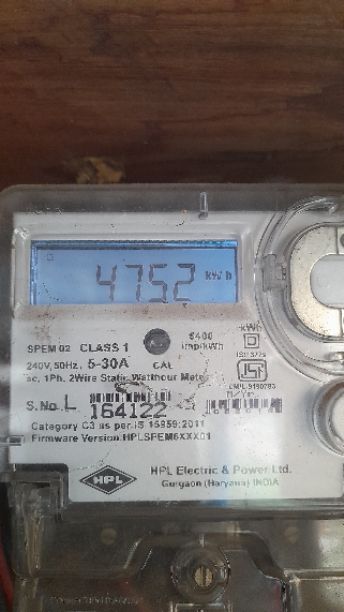 4752 kWh
SPEM 02 CLASS 1
6400 imp/kWh
240V, 50Hz. 5-30A CAL
ac, 1Ph. 2Wire Static Watthour Meter
S.No. L 164122
Category C3 as per IS 15959:2011
Firmware Version:HPLSPEM6XXX01
HPL
HPL Electric & Power Ltd.
Gurgaon (Haryana) INDIA